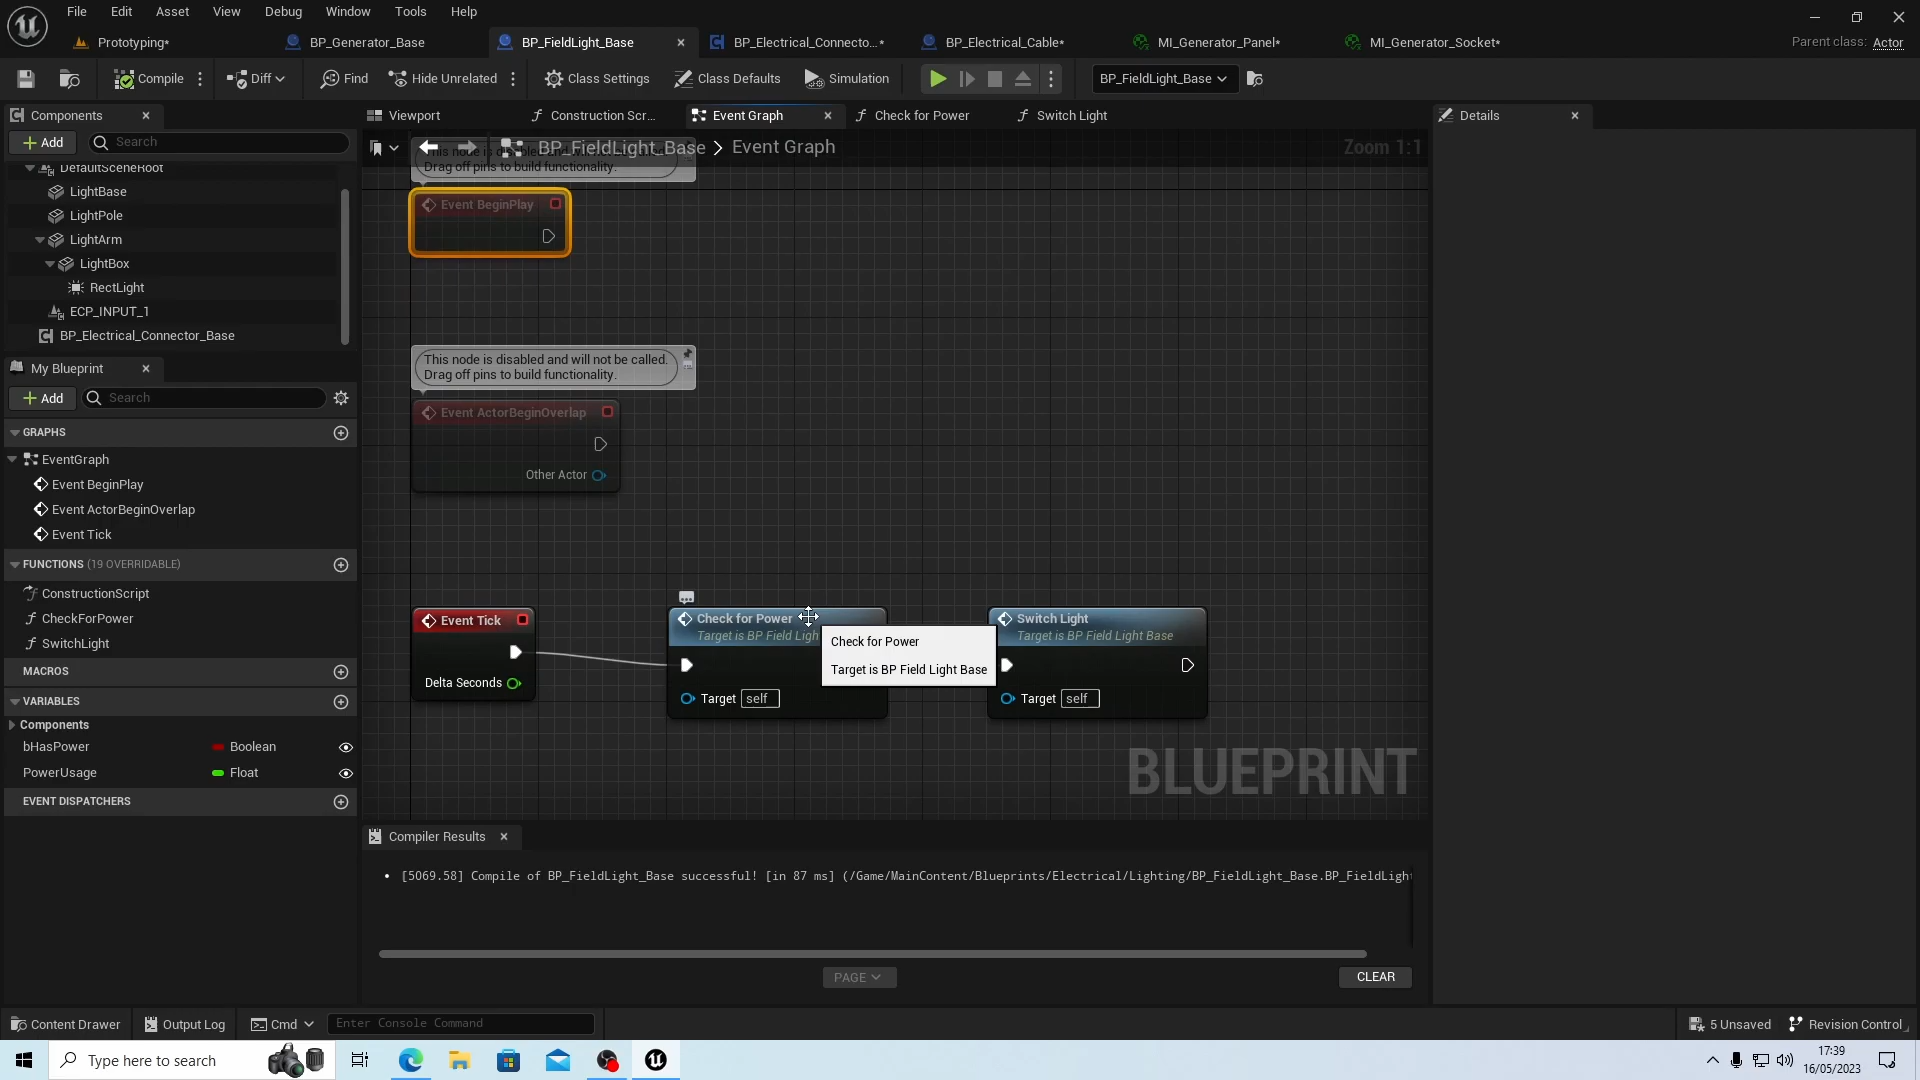 File Edit Asset View Debug Window Tools Help
Prototyping* BP_Generator_Base BP_FieldLight_Base BP_Electrical_Connecto...* BP_Electrical_Cable* MI_Generator_Panel* MI_Generator_Socket* Parent class: Actor
Compile Diff Find Hide Unrelated Class Settings Class Defaults Simulation BP_FieldLight_Base
Components
Add Search
DefaultSceneRoot
LightBase
LightPole
LightArm
LightBox
RectLight
ECP_INPUT_1
BP_Electrical_Connector_Base
My Blueprint
Add Search
GRAPHS
EventGraph
Event BeginPlay
Event ActorBeginOverlap
Event Tick
FUNCTIONS (19 OVERRIDABLE)
ConstructionScript
CheckForPower
SwitchLight
MACROS
VARIABLES
Components
bHasPower Boolean
PowerUsage Float
EVENT DISPATCHERS
Viewport Construction Scr... Event Graph Check for Power Switch Light
BP_FieldLight_Base > Event Graph
Zoom 1:1
Drag off pins to build functionality.
Event BeginPlay
This node is disabled and will not be called.
Drag off pins to build functionality.
Event ActorBeginOverlap
Other Actor
Event Tick
Delta Seconds
Check for Power
Target is BP Field Ligh
Target self
Check for Power
Target is BP Field Light Base
Switch Light
Target is BP Field Light Base
Target self
BLUEPRINT
Compiler Results
[5069.58] Compile of BP_FieldLight_Base successful! [in 87 ms] (/Game/MainContent/Blueprints/Electrical/Lighting/BP_FieldLight_Base.BP_FieldLight
PAGE
CLEAR
Details
Content Drawer Output Log Cmd Enter Console Command 5 Unsaved Revision Control
Type here to search
17:39
16/05/2023